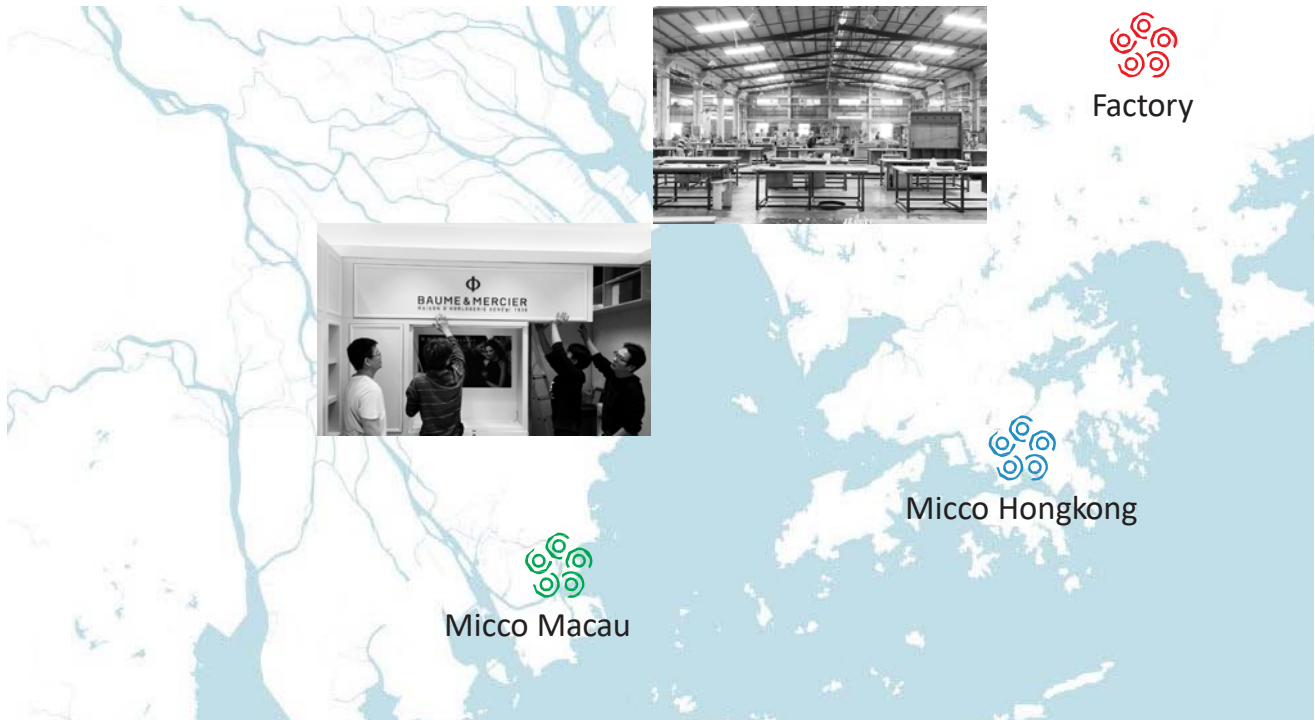 Factory
BAUME & MERCIER
MAISON D'HORLOGERIE GENEVE 1830
Micco Hongkong
Micco Macau